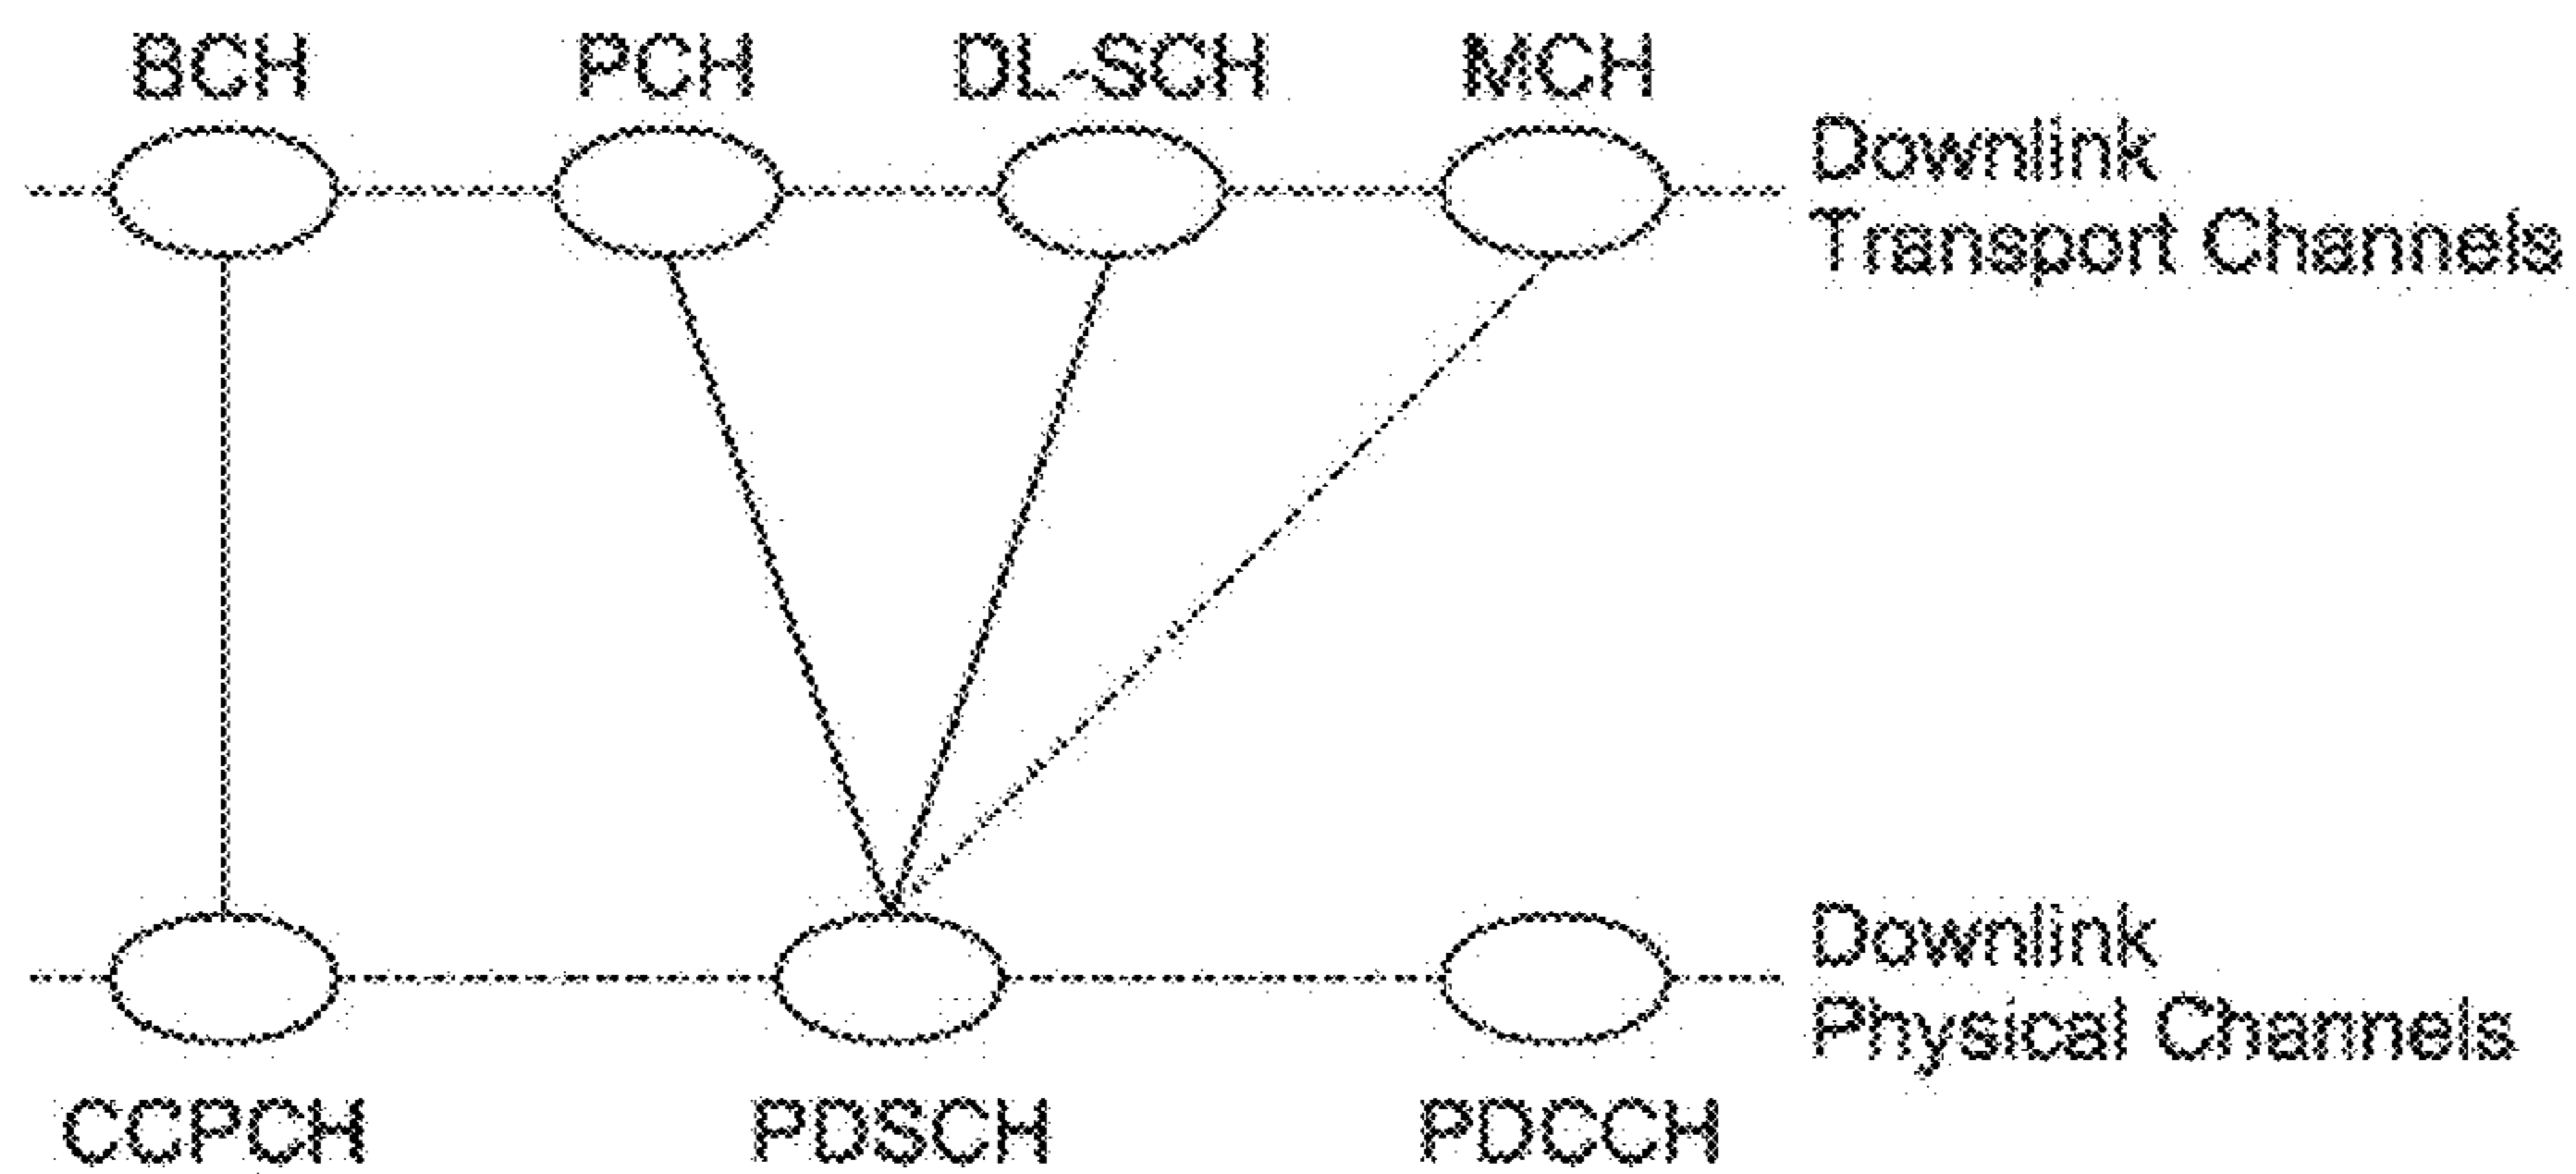 BCH PCH DL-SCH MCH
Downlink
Transport Channels
Downlink
Physical Channels
CCPCH PDSCH PDCCH